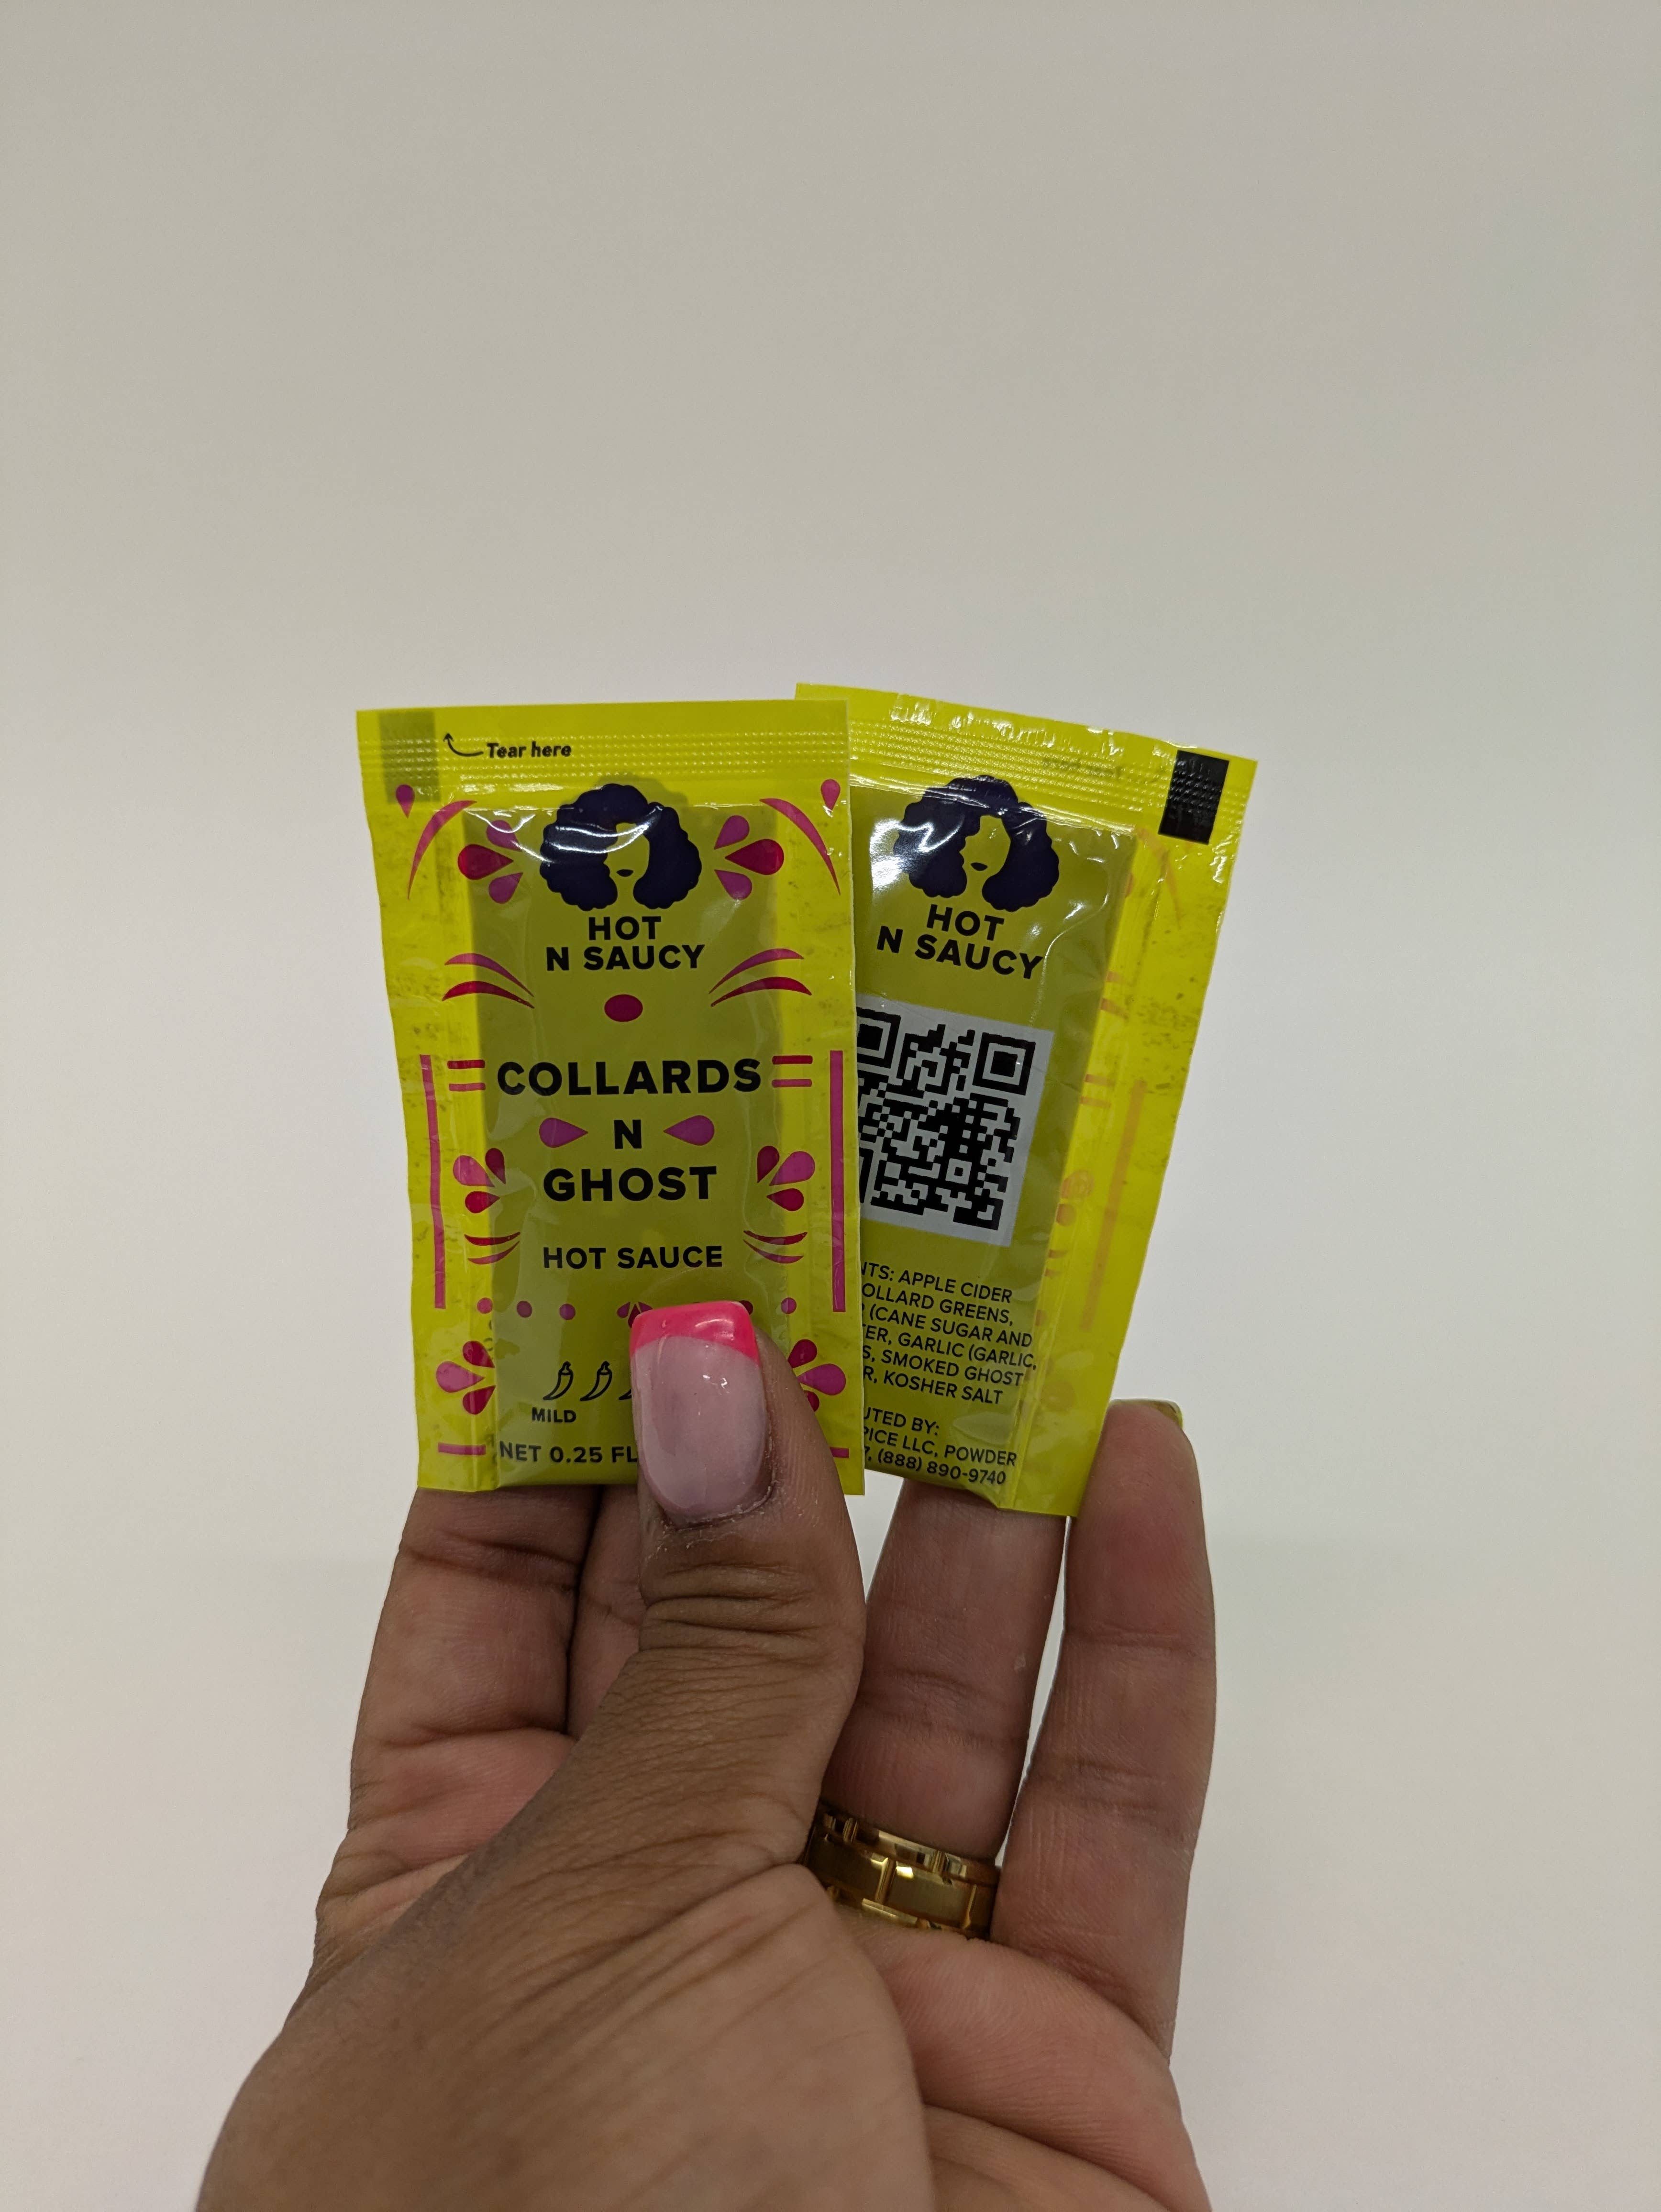 Tear here
HOT
N SAUCY
COLLARDS
N
GHOST
HOT SAUCE
MILD
NET 0.25 FL
HOT
N SAUCY
NTS: APPLE CIDER
OLLARD GREENS,
(CANE SUGAR AND
ER, GARLIC (GARLIC,
S, SMOKED GHOST
R, KOSHER SALT
UTED BY:
PICE LLC, POWDER
(888) 890-9740